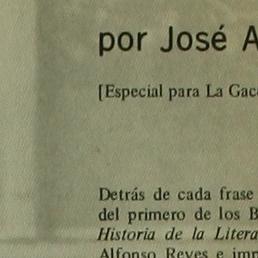 por José A
[Especial para La Gac
Detrás de cada frase
del primero de los B
Historia de la Litera
Alfonso Reyes e imp